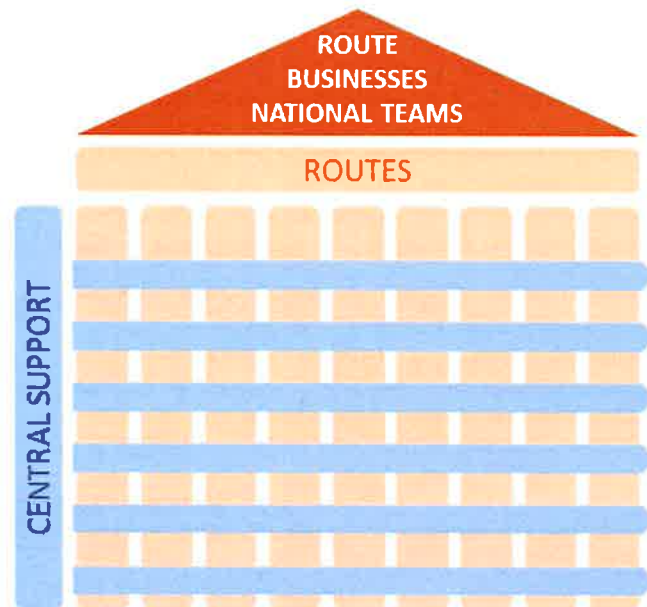 ROUTE
BUSINESSES
NATIONAL TEAMS
ROUTES
CENTRAL SUPPORT